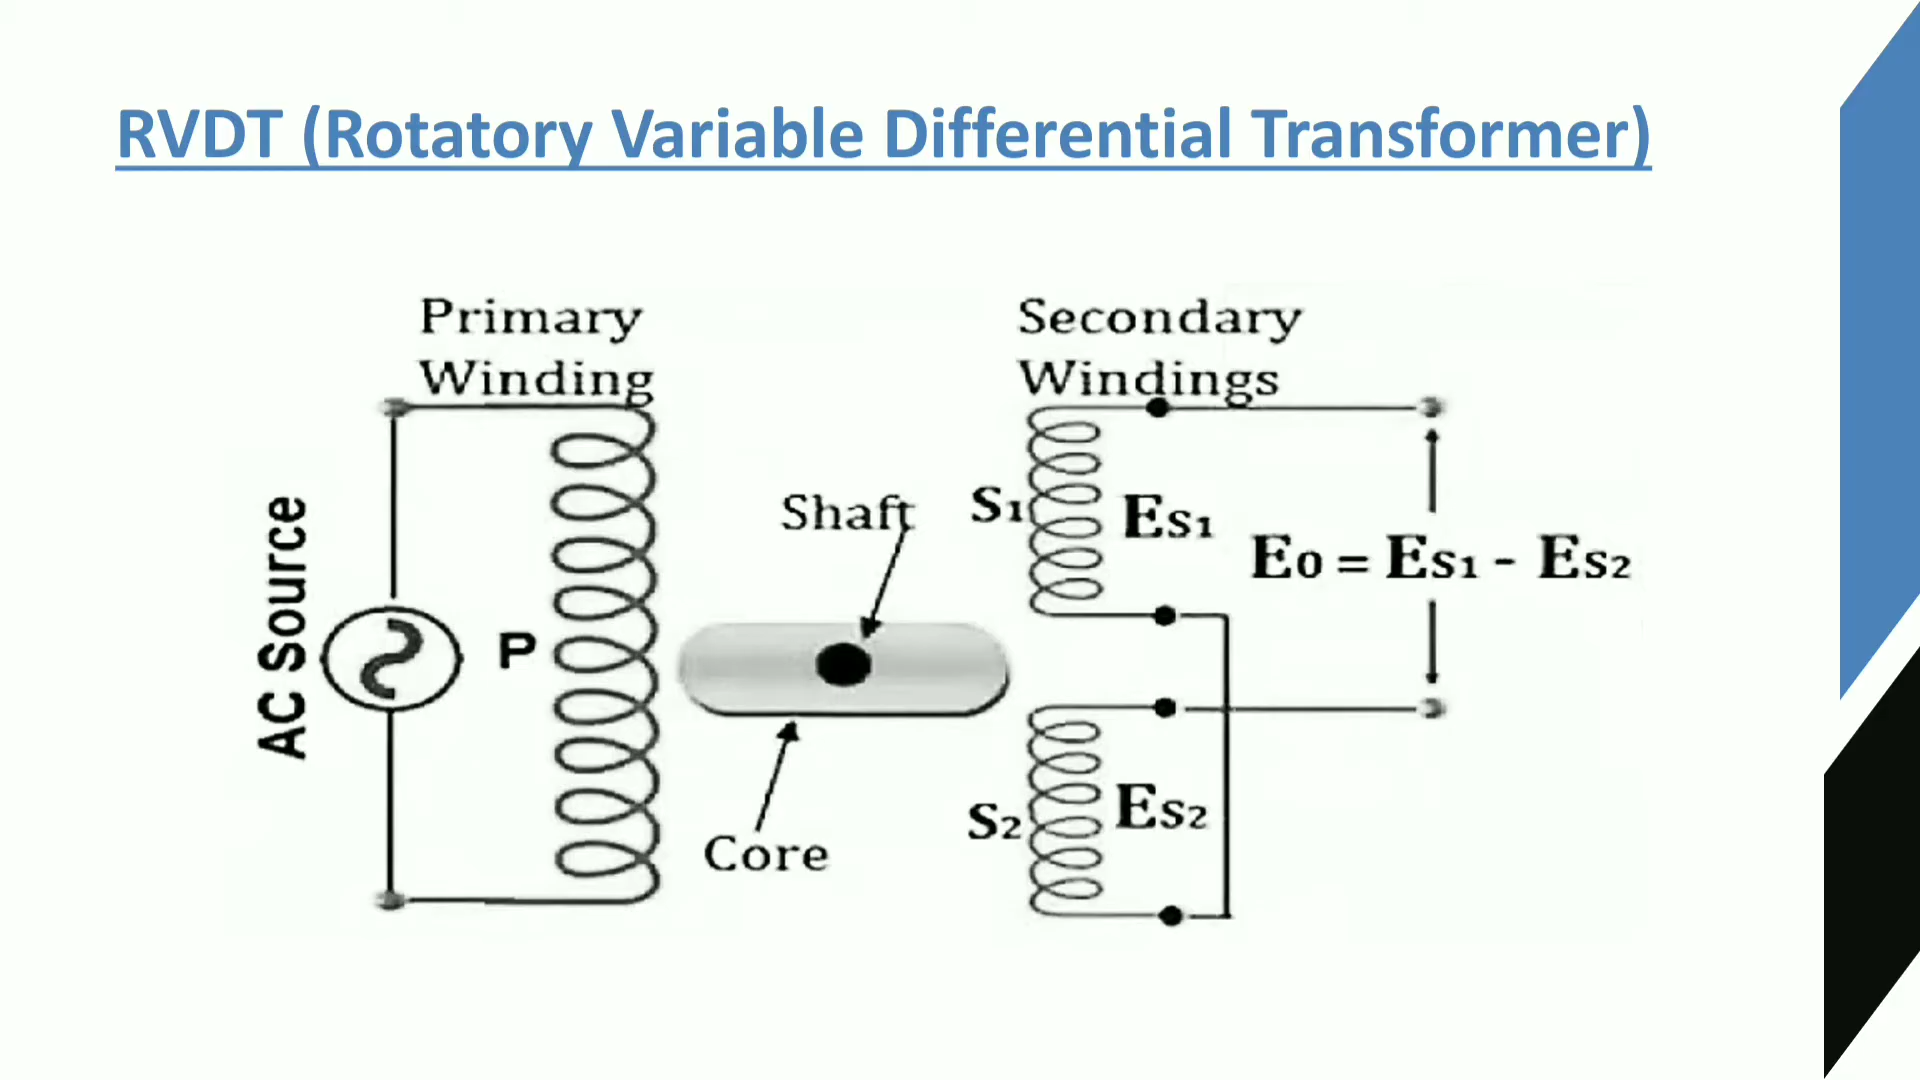 RVDT (Rotatory Variable Differential Transformer)
Primary
Winding
Secondary
Windings
AC Source
P
Shaft
Core
S1
Es1
E0 = Es1 - Es2
S2
Es2